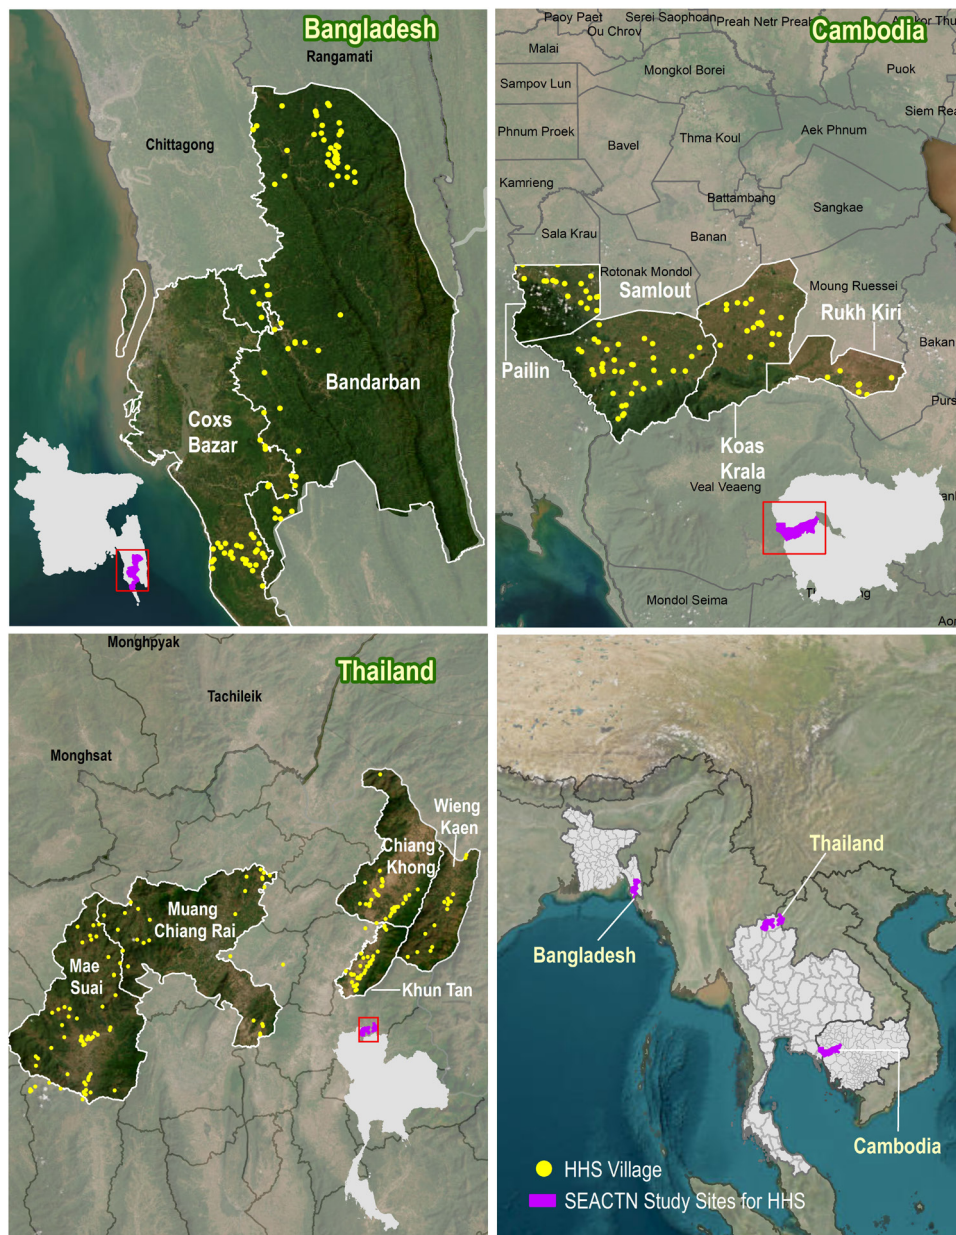 Bangladesh
Rangamati
Chittagong
Bandarban
Coxs
Bazar
Cambodia
Paoy Paet
Serei Saophoan
Preah Netr Preah
Ou Chrov
Malai
Mongkol Borei
Puok
Sampov Lun
Siem Rea
Phnum Proek
Bavel
Thma Koul
Aek Phnum
Kamrieng
Battambang
Sangkae
Sala Krau
Banan
Rotonak Mondol
Samlout
Moung Ruessei
Rukh Kiri
Bakan
Pailin
Purs
Koas
Krala
Veal Veaeng
Mondol Seima
Aor
Thailand
Monghpyak
Tachileik
Monghsat
Wieng
Kaen
Chiang
Khong
Muang
Chiang Rai
Mae
Suai
Khun Tan
Thailand
Bangladesh
Cambodia
HHS Village
SEACTN Study Sites for HHS